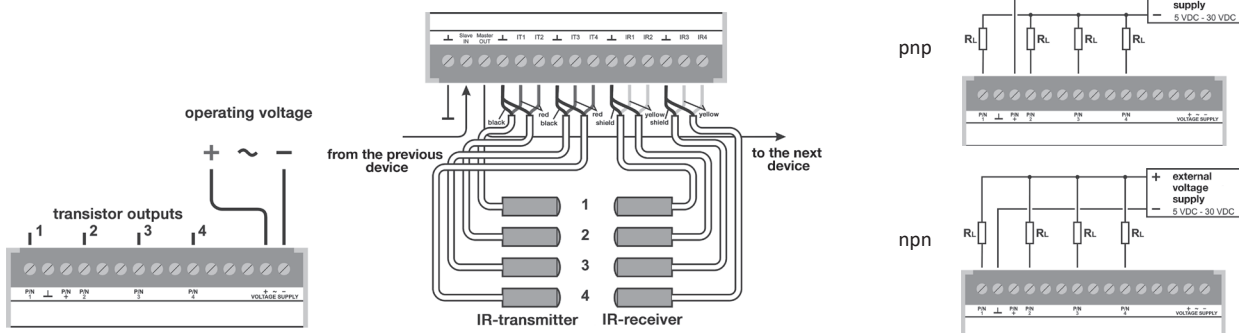 operating voltage
+ ~ −
transistor outputs
1 2 3 4
P/N 1 ⊥ P/N + P/N 2 P/N 3 P/N 4 + ~ −
VOLTAGE SUPPLY
⊥ Slave IN Master OUT ⊥ IT1 IT2 ⊥ IT3 IT4 ⊥ IR1 IR2 ⊥ IR3 IR4
black red black red shield yellow shield yellow
from the previous
device
to the next
device
1
2
3
4
IR-transmitter IR-receiver
pnp
supply
− 5 VDC - 30 VDC
RL RL RL RL
P/N 1 ⊥ P/N + P/N 2 P/N 3 P/N 4 + ~ −
VOLTAGE SUPPLY
npn
+ external
voltage
supply
− 5 VDC - 30 VDC
RL RL RL RL
P/N 1 ⊥ P/N + P/N 2 P/N 3 P/N 4 + ~ −
VOLTAGE SUPPLY